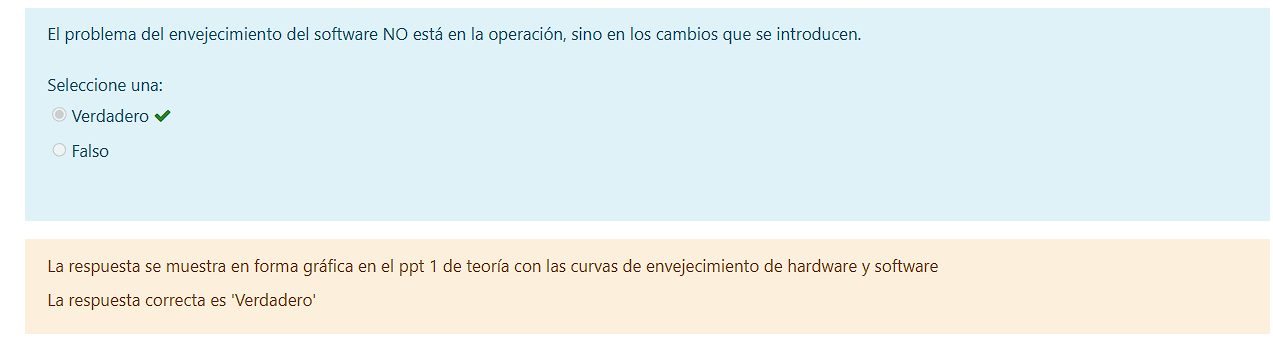 El problema del envejecimiento del software NO está en la operación, sino en los cambios que se introducen.
Seleccione una:
Verdadero
Falso
La respuesta se muestra en forma gráfica en el ppt 1 de teoría con las curvas de envejecimiento de hardware y software
La respuesta correcta es 'Verdadero'